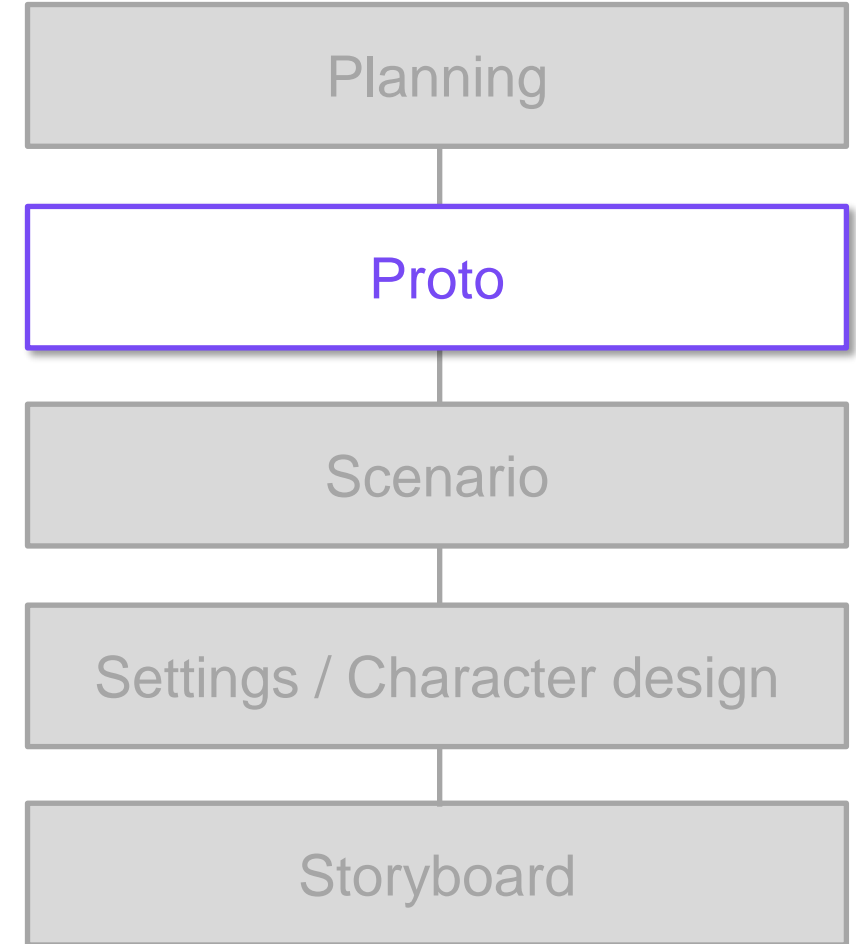 Planning
Proto
Scenario
Settings / Character design
Storyboard